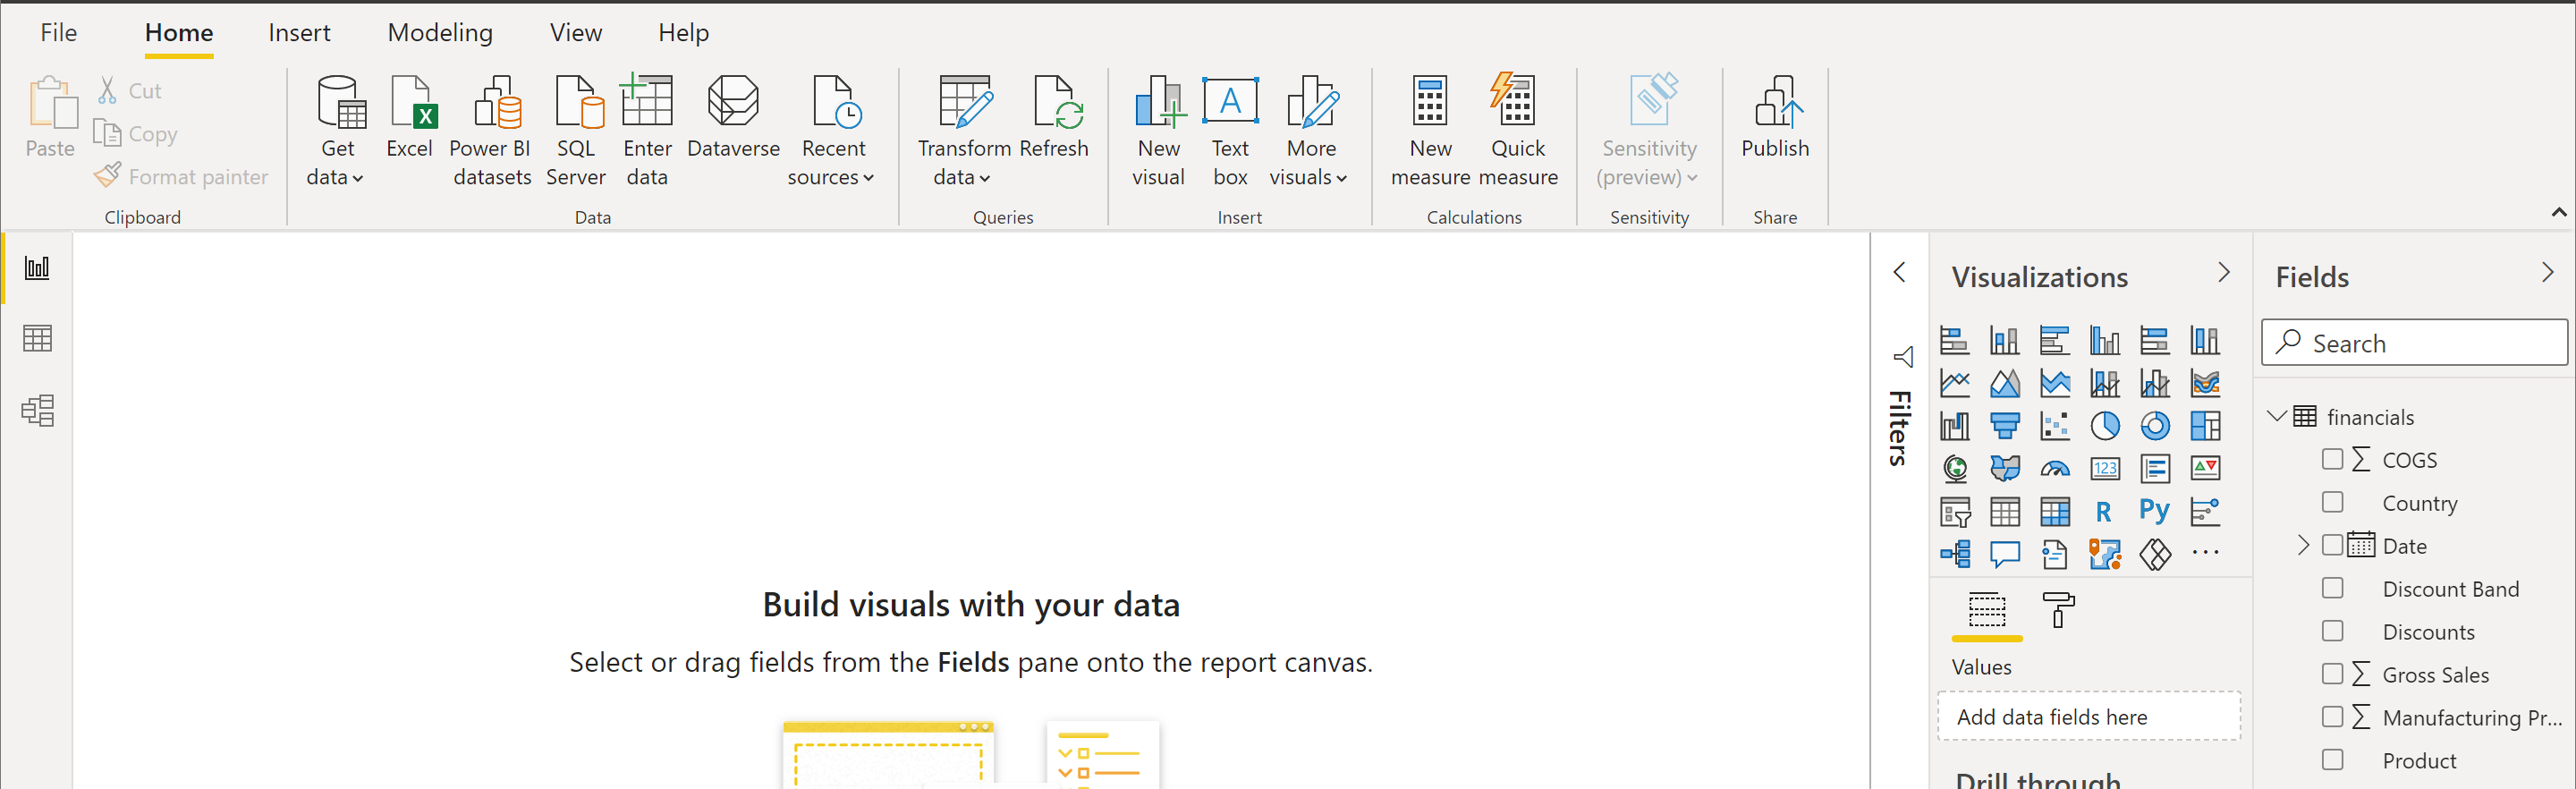 File Home Insert Modeling View Help
Paste
Cut
Copy
Format painter
Clipboard
Get
data
Excel
Power BI
datasets
SQL
Server
Enter
data
Dataverse
Recent
sources
Data
Transform
data
Refresh
Queries
New
visual
Text
box
More
visuals
Insert
New
measure
Quick
measure
Calculations
Sensitivity
(preview)
Sensitivity
Publish
Share
Build visuals with your data
Select or drag fields from the Fields pane onto the report canvas.
Filters
Visualizations
123
R
Py
...
Values
Add data fields here
Drill through
Fields
Search
financials
COGS
Country
Date
Discount Band
Discounts
Gross Sales
Manufacturing Pr...
Product